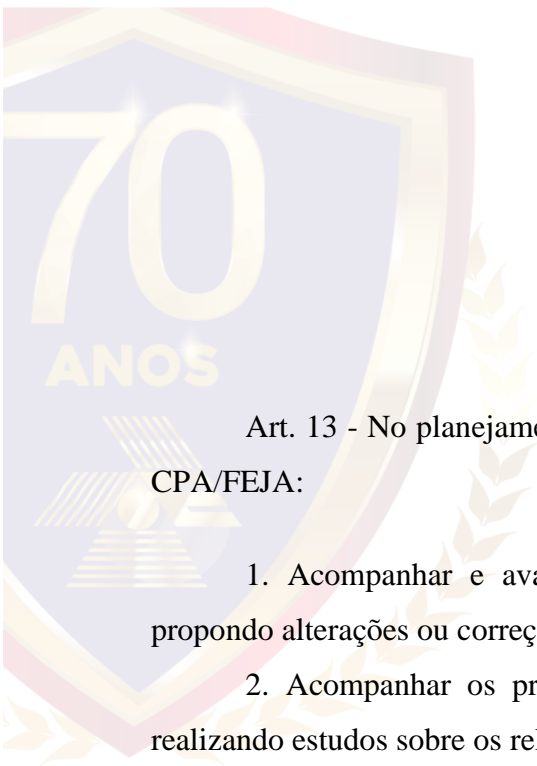 70
ANOS
Art. 13 - No planejame
CPA/FEJA:
1. Acompanhar e ava
propondo alterações ou correç
2. Acompanhar os pr
realizando estudos sobre os rel